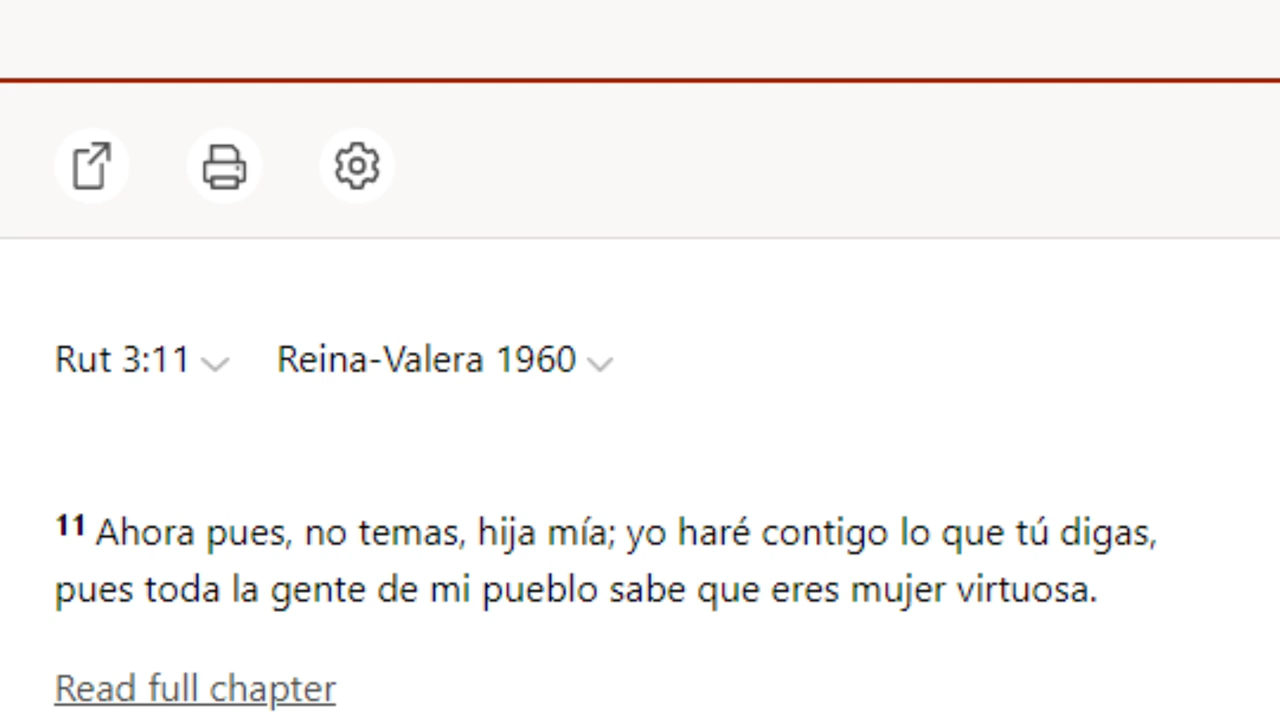 Rut 3:11 Reina-Valera 1960
11 Ahora pues, no temas, hija mía; yo haré contigo lo que tú digas,
pues toda la gente de mi pueblo sabe que eres mujer virtuosa.
Read full chapter